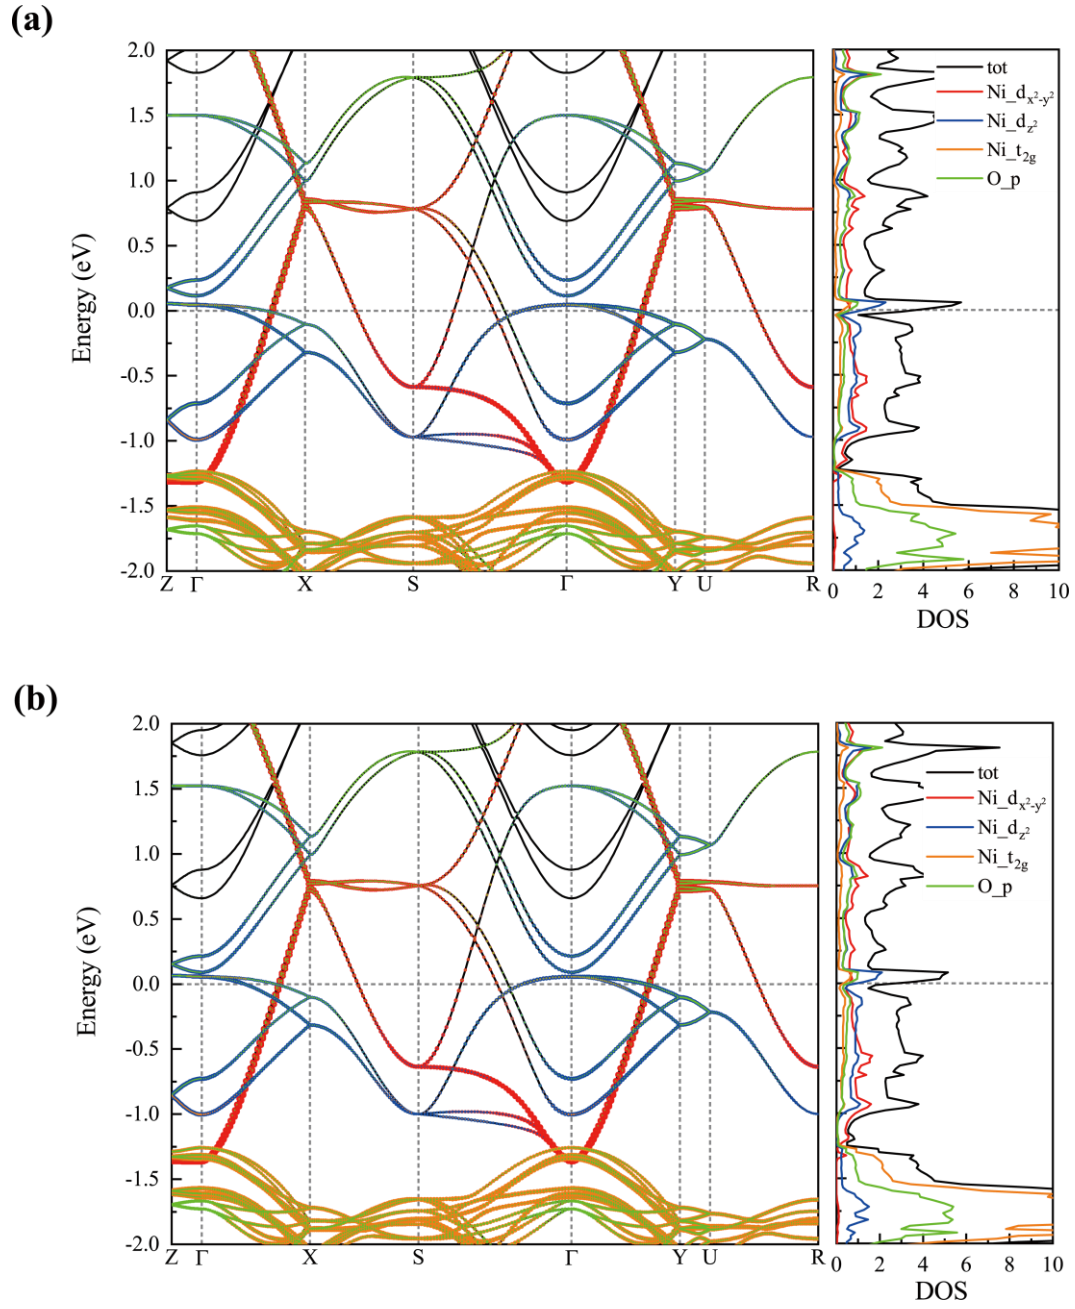 (a)
2.0
1.5
1.0
0.5
0.0
-0.5
-1.0
-1.5
-2.0
Energy (eV)
Z Γ X S Γ Y U R
tot
Ni_dx²-y²
Ni_dz²
Ni_t2g
O_p
0 2 4 6 8 10
DOS
(b)
2.0
1.5
1.0
0.5
0.0
-0.5
-1.0
-1.5
-2.0
Energy (eV)
Z Γ X S Γ Y U R
tot
Ni_dx²-y²
Ni_dz²
Ni_t2g
O_p
0 2 4 6 8 10
DOS